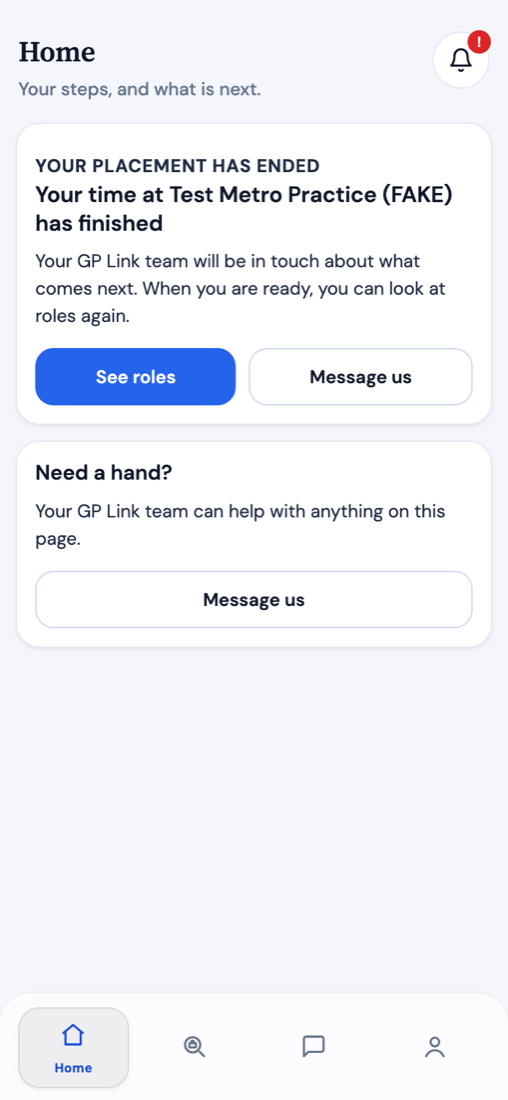 Home
!
Your steps, and what is next.
YOUR PLACEMENT HAS ENDED
Your time at Test Metro Practice (FAKE)
has finished
Your GP Link team will be in touch about what
comes next. When you are ready, you can look at
roles again.
See roles
Message us
Need a hand?
Your GP Link team can help with anything on this
page.
Message us
Home